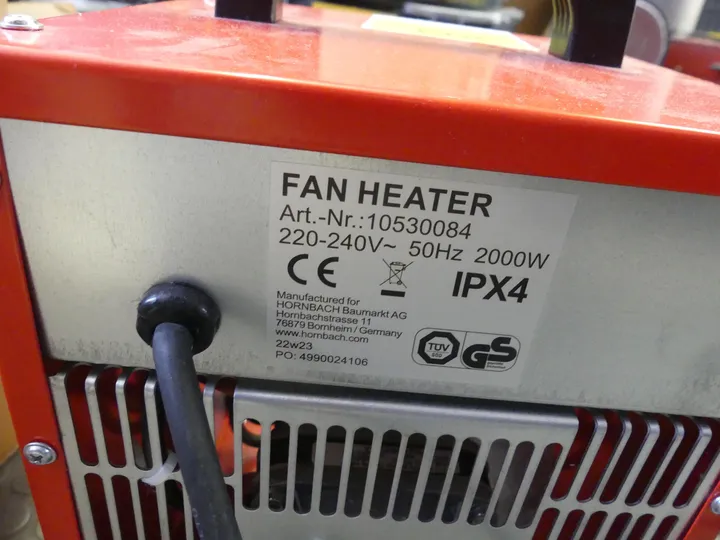 FAN HEATER
Art.-Nr.:10530084
220-240V~ 50Hz 2000W
CE
IPX4
Manufactured for
HORNBACH Baumarkt AG
Hornbachstrasse 11
76879 Bornheim / Germany
www.hornbach.com
22w23
PO: 4990024106
TÜV
GS